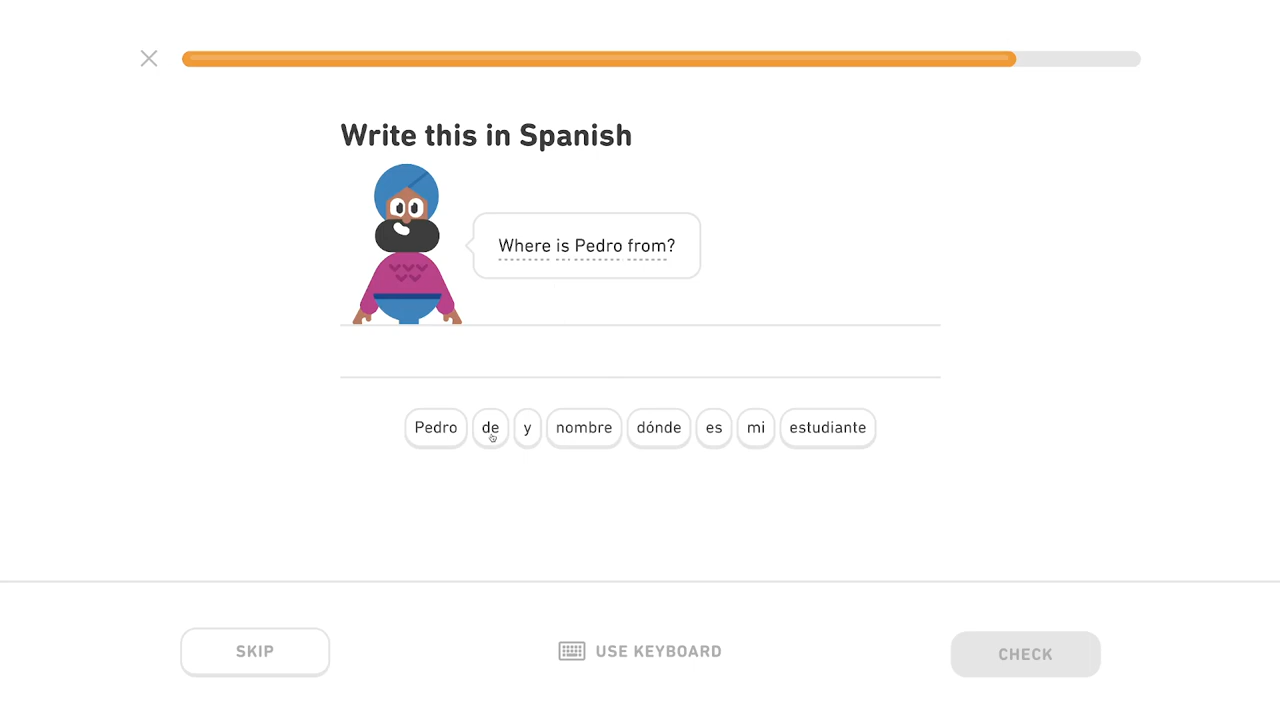 Write this in Spanish
Where is Pedro from?
Pedro de y nombre dónde es mi estudiante
SKIP USE KEYBOARD CHECK